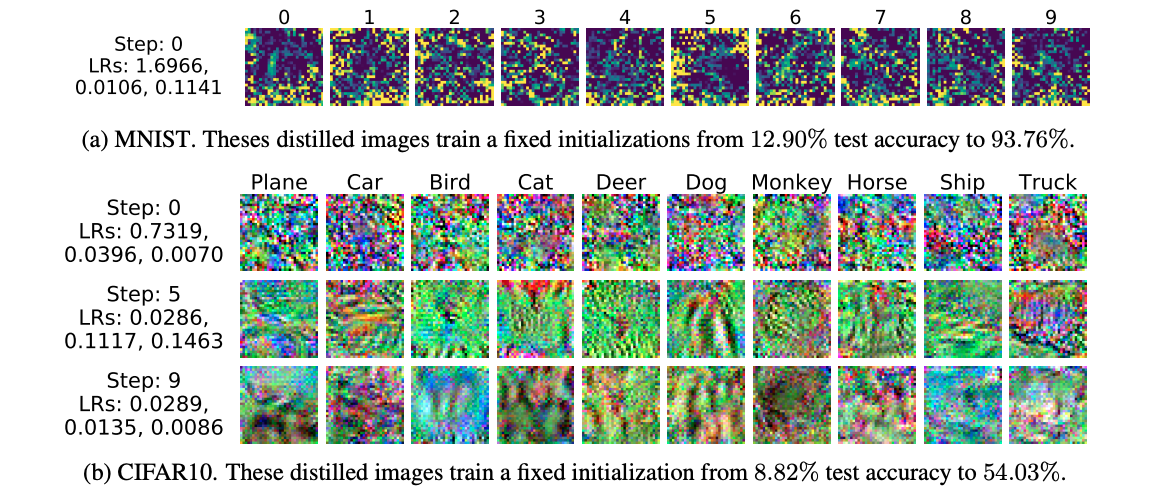 0 1 2 3 4 5 6 7 8 9
Step: 0
LRs: 1.6966,
0.0106, 0.1141
(a) MNIST. Theses distilled images train a fixed initializations from 12.90% test accuracy to 93.76%.
Plane Car Bird Cat Deer Dog Monkey Horse Ship Truck
Step: 0
LRs: 0.7319,
0.0396, 0.0070
Step: 5
LRs: 0.0286,
0.1117, 0.1463
Step: 9
LRs: 0.0289,
0.0135, 0.0086
(b) CIFAR10. These distilled images train a fixed initialization from 8.82% test accuracy to 54.03%.